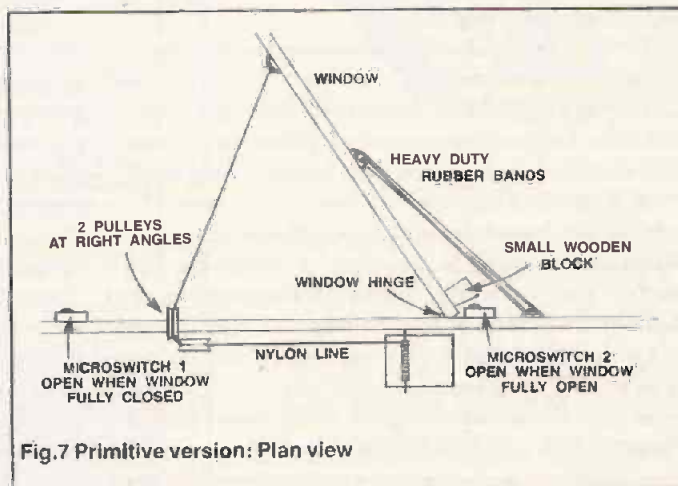 WINDOW
HEAVY DUTY
RUBBER BANDS
2 PULLEYS
AT RIGHT ANGLES
SMALL WOODEN
BLOCK
WINDOW HINGE
MICROSWITCH 1
OPEN WHEN WINDOW
FULLY CLOSED
NYLON LINE
MICROSWITCH 2
OPEN WHEN WINDOW
FULLY OPEN
Fig.7 Primitive version: Plan view